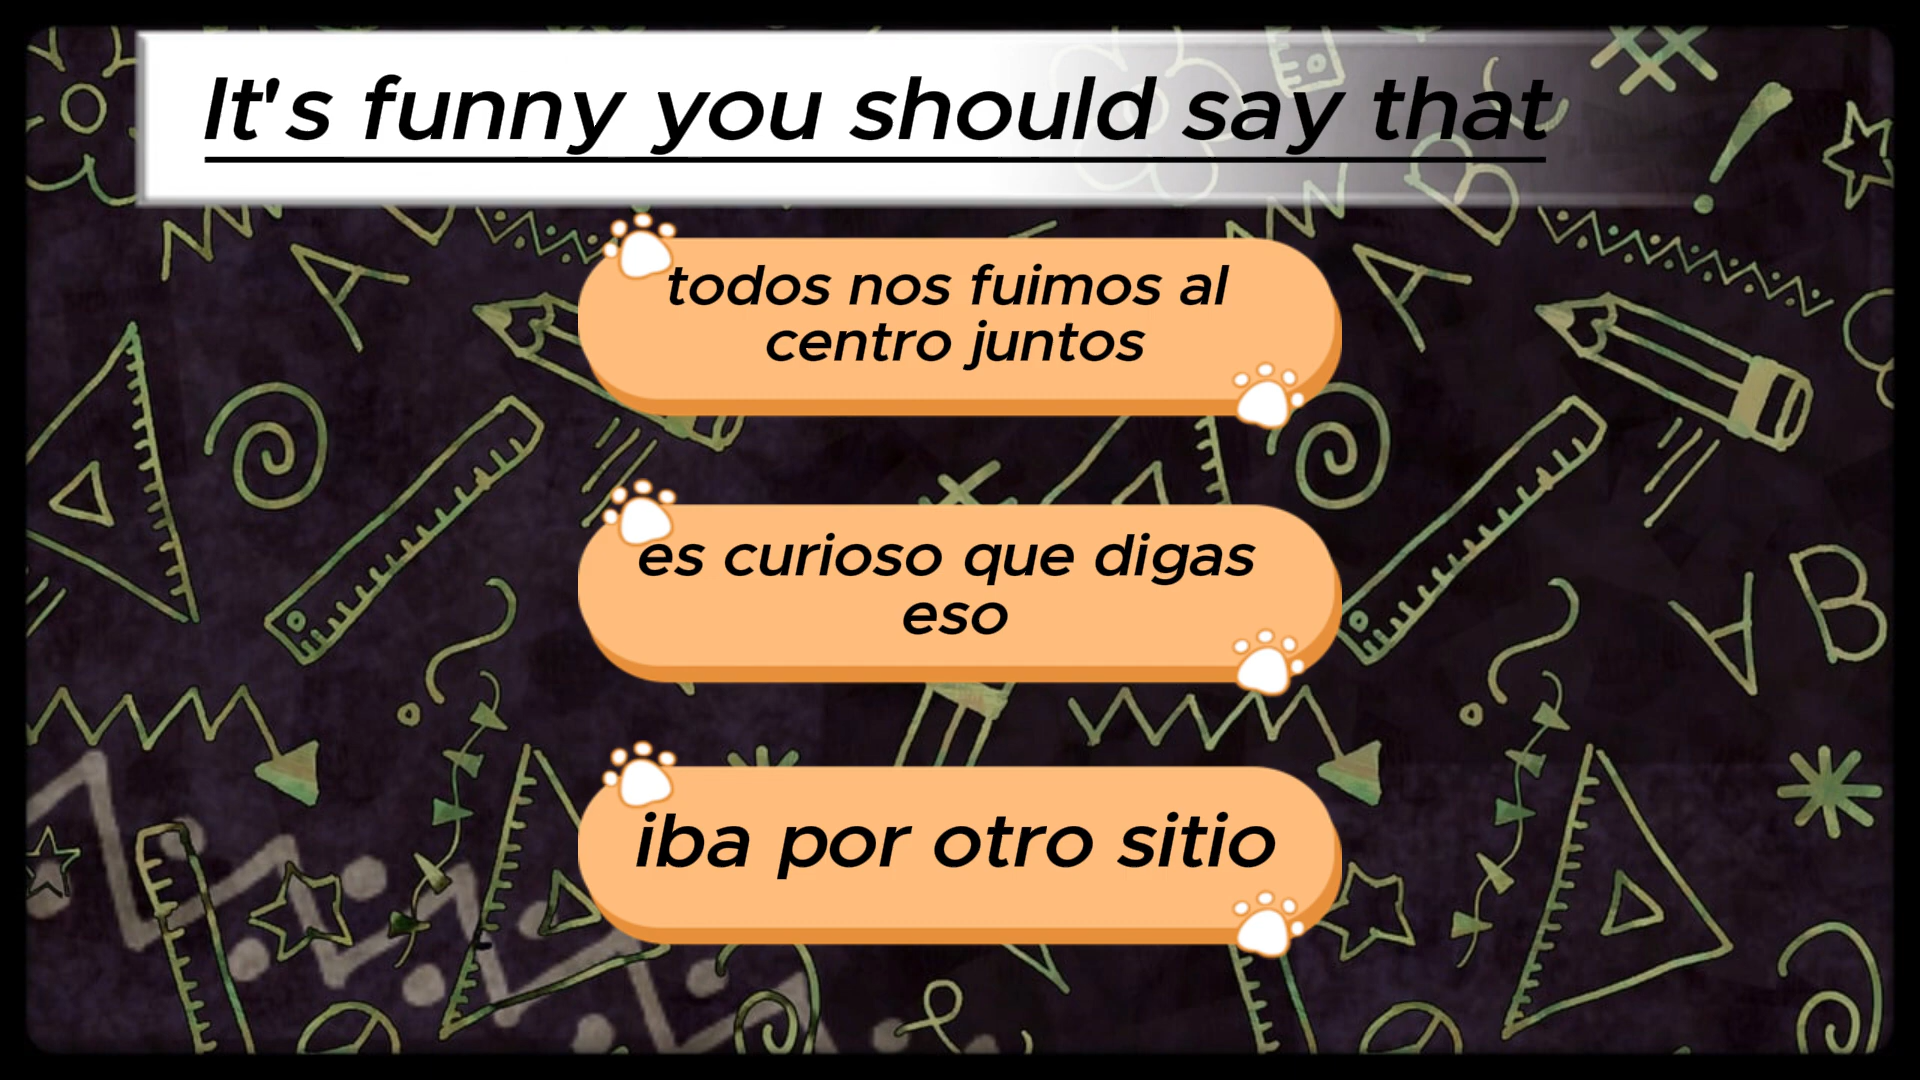 It's funny you should say that
todos nos fuimos al
centro juntos
es curioso que digas
eso
iba por otro sitio